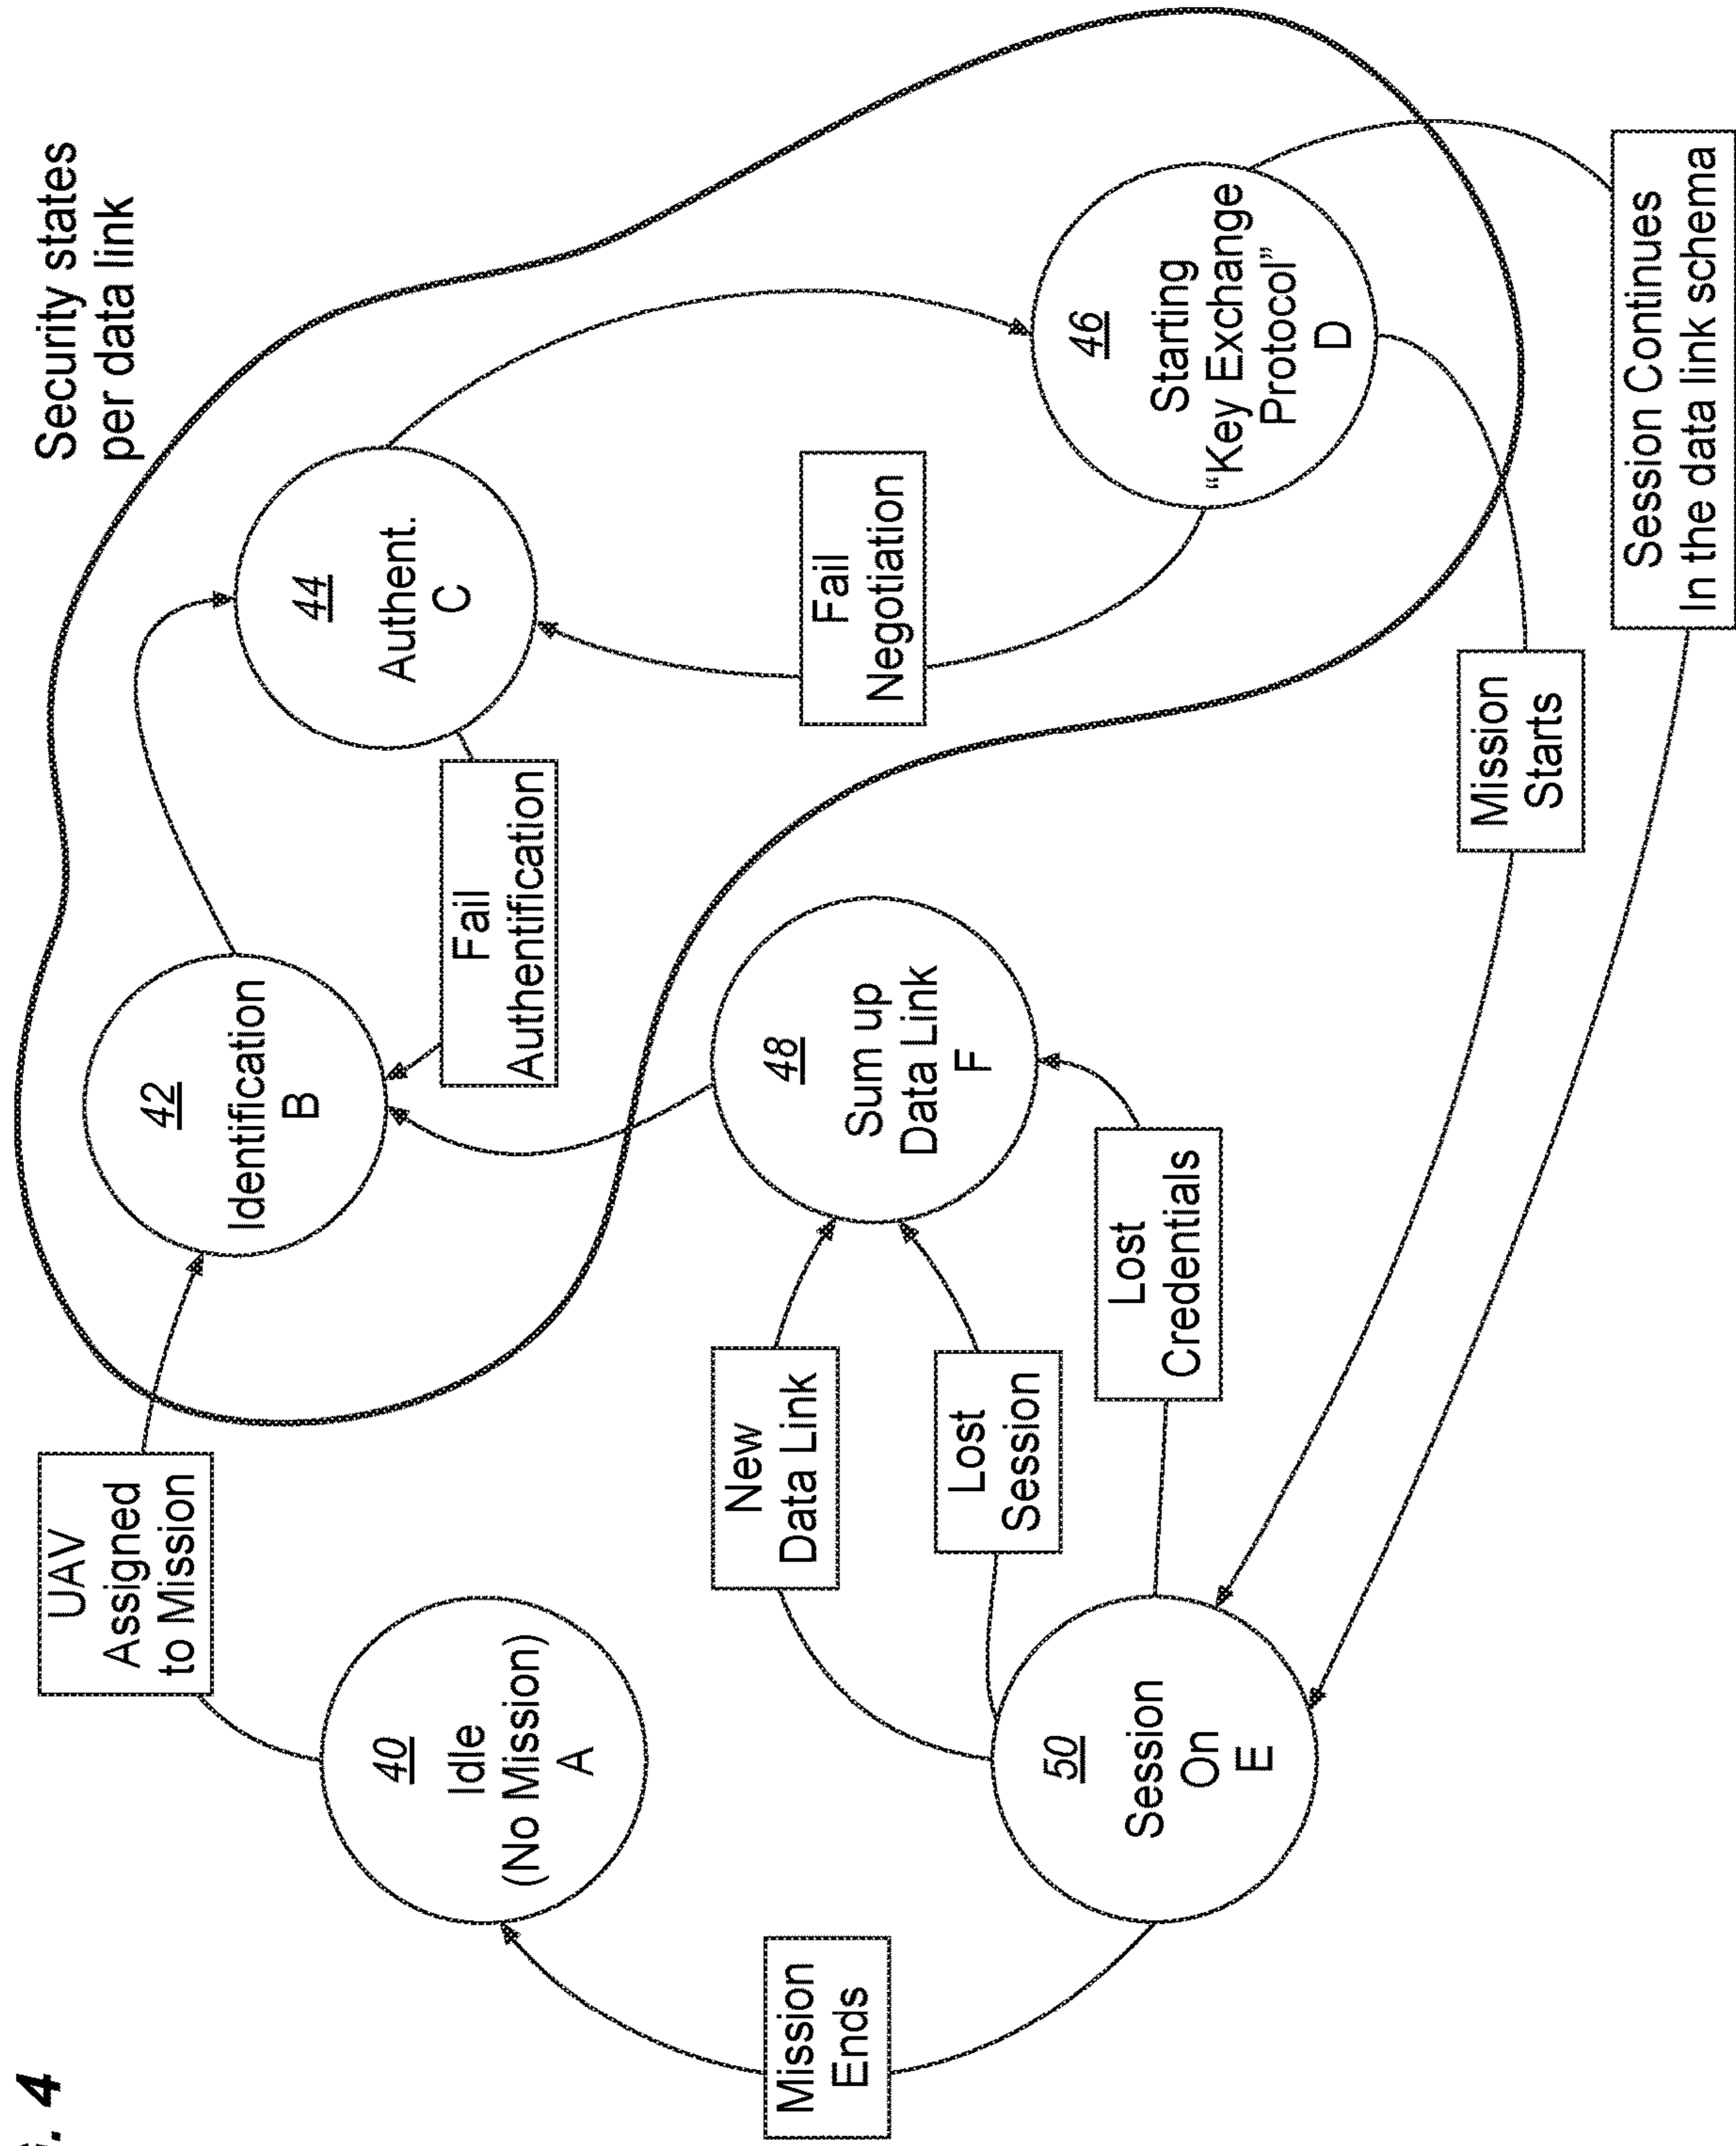 4
Security states
per data link
UAV
Assigned
to Mission
42
Identification
B
44
Authent.
C
Fail
Authentification
40
Idle
(No Mission)
A
New
Data Link
48
Sum up
Data Link
F
Fail
Negotiation
Mission
Ends
Lost
Session
50
Session
On
E
Lost
Credentials
46
Starting
“Key Exchange
Protocol”
D
Mission
Starts
Session Continues
In the data link schema